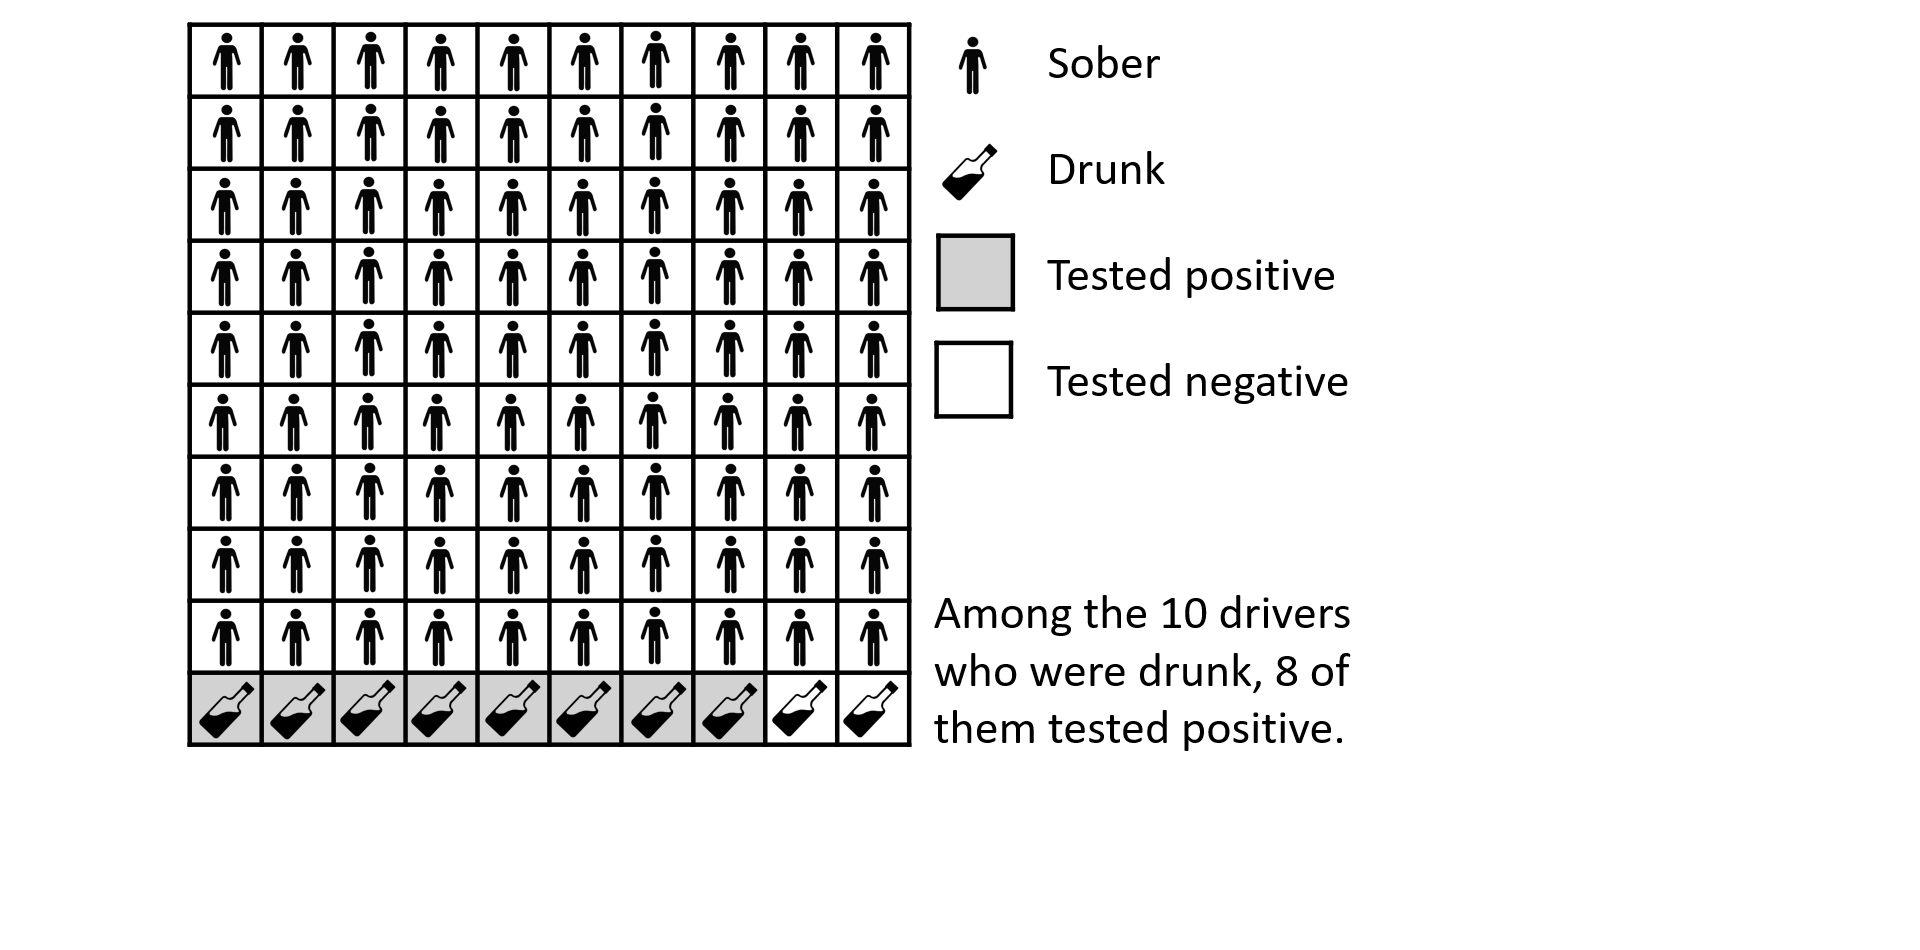 Sober
Drunk
Tested positive
Tested negative
Among the 10 drivers
who were drunk, 8 of
them tested positive.